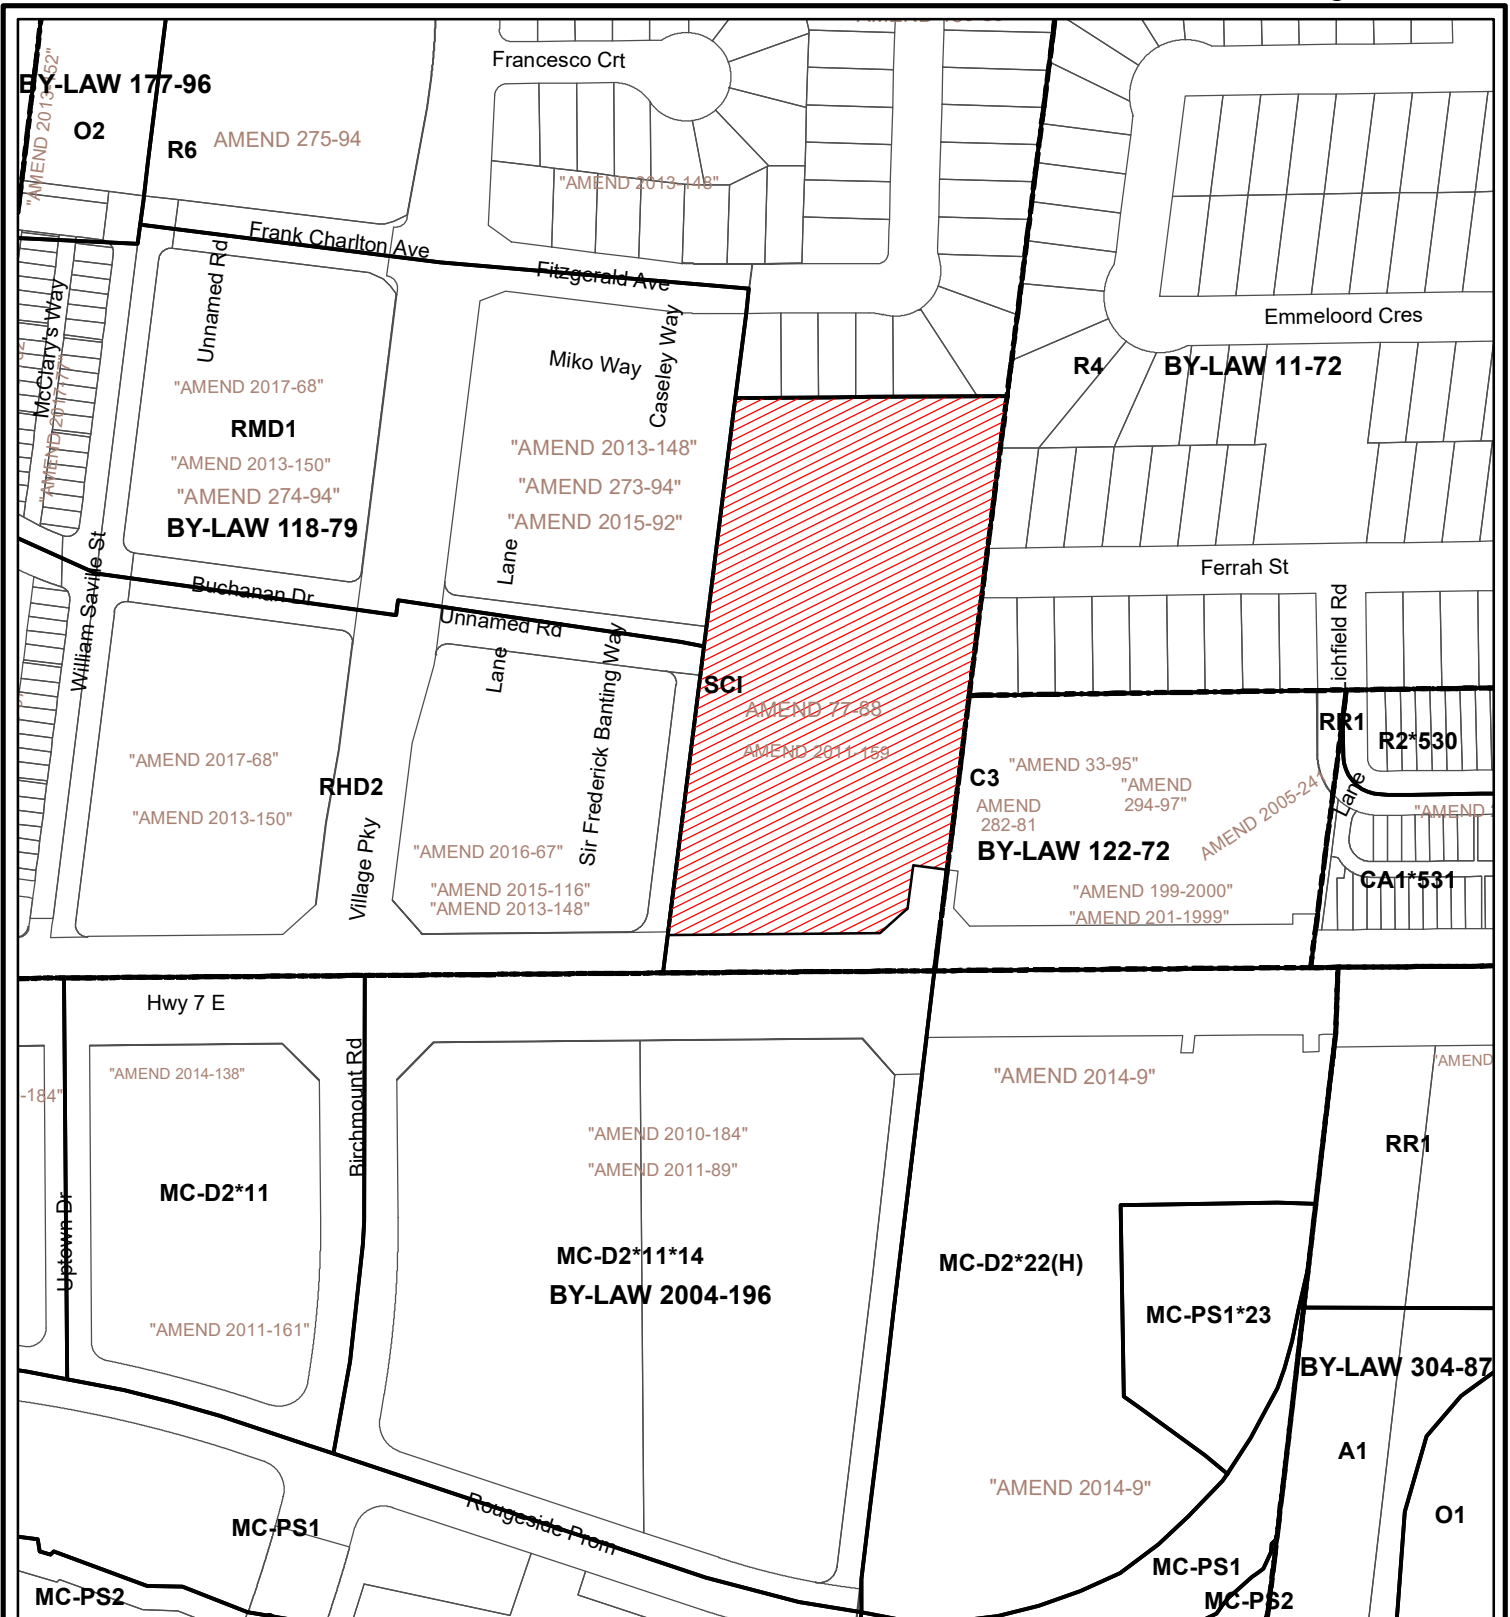 Francesco Crt
BY-LAW 177-96
"AMEND 2013-152"
O2
R6
AMEND 275-94
"AMEND 2013-148"
Frank Charlton Ave
Fitzgerald Ave
Unnamed Rd
McClary's Way
Miko Way
Caseley Way
Emmeloord Cres
R4
BY-LAW 11-72
"AMEND 2017-68"
RMD1
"AMEND 2013-150"
"AMEND 274-94"
BY-LAW 118-79
"AMEND 2017-77"
"AMEND 2013-148"
"AMEND 273-94"
"AMEND 2015-92"
Lane
Ferrah St
William Saville St
Buchanan Dr
Unnamed Rd
Lane
Sir Frederick Banting Way
Lichfield Rd
SCI
AMEND 77-88
AMEND 2011-159
RR1
R2*530
"AMEND 2017-68"
RHD2
"AMEND 2013-150"
Village Pky
C3
"AMEND 33-95"
"AMEND
294-97"
AMEND
282-81
AMEND 2005-241
Lane
"AMEND
BY-LAW 122-72
CA1*531
"AMEND 2016-67"
"AMEND 2015-116"
"AMEND 2013-148"
"AMEND 199-2000"
"AMEND 201-1999"
Hwy 7 E
Birchmount Rd
"AMEND 2014-138"
-184"
"AMEND 2014-9"
"AMEND
"AMEND 2010-184"
"AMEND 2011-89"
RR1
MC-D2*11
Uptown Dr
MC-D2*11*14
BY-LAW 2004-196
MC-D2*22(H)
MC-PS1*23
"AMEND 2011-161"
BY-LAW 304-87
A1
"AMEND 2014-9"
O1
Rougeside Prom
MC-PS1
MC-PS1
MC-PS2
MC-PS2